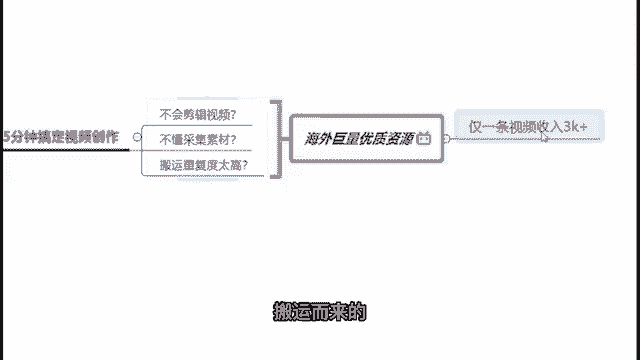 5分钟搞定视频创作
不会剪辑视频?
不懂采集素材?
搬运重复度太高?
海外巨量优质资源
仅一条视频收入3k+
搬运而来的